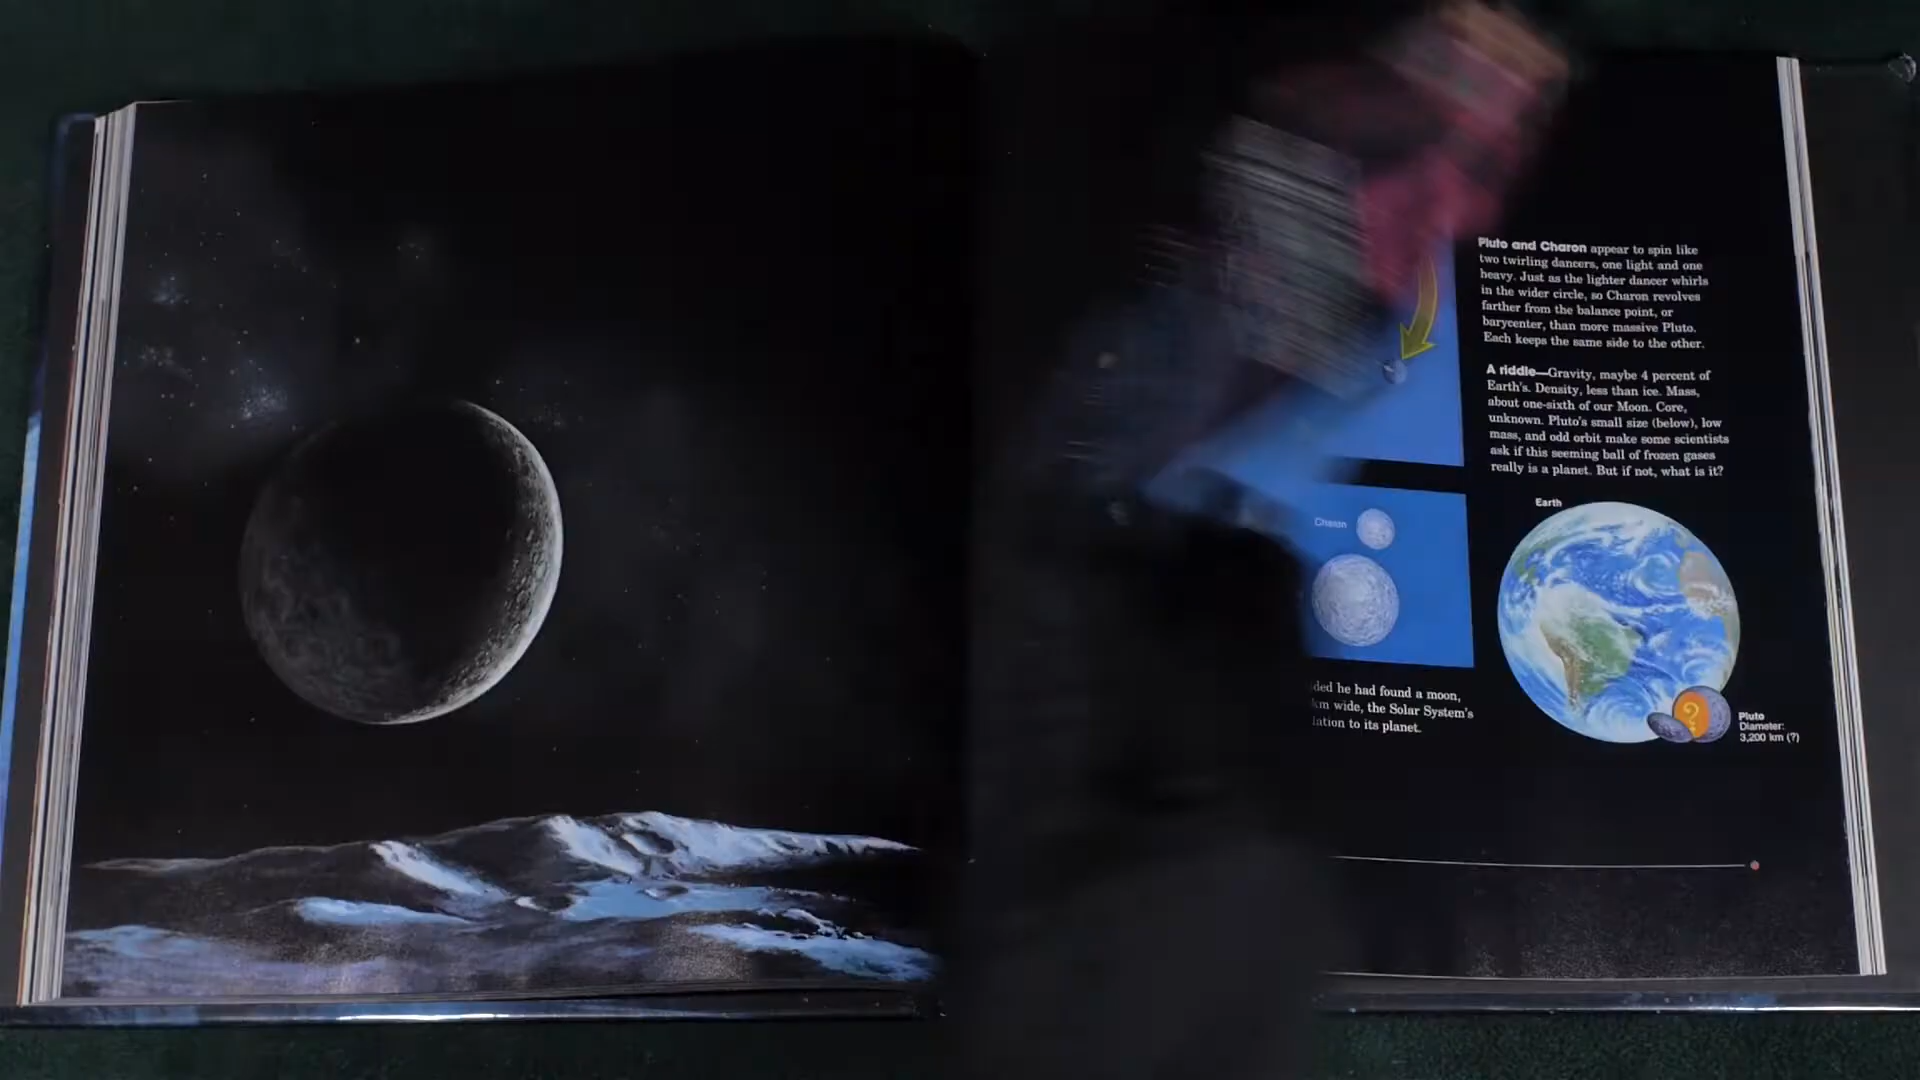 Pluto and Charon appear to spin like
two twirling dancers, one light and one
heavy. Just as the lighter dancer whirls
in the wider circle, so Charon revolves
farther from the balance point, or
barycenter, than more massive Pluto.
Each keeps the same side to the other.
A riddle—Gravity, maybe 4 percent of
Earth's. Density, less than ice. Mass,
about one-sixth of our Moon. Core,
unknown. Pluto's small size (below), low
mass, and odd orbit make some scientists
ask if this seeming ball of frozen gases
really is a planet. But if not, what is it?
Earth
Charon
?
Pluto
Diameter:
3,200 km (?)
ded he had found a moon,
km wide, the Solar System's
lation to its planet.